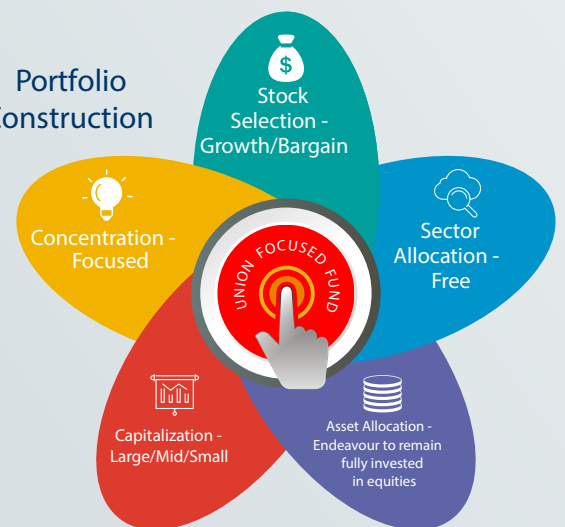 Portfolio
Construction
$
Stock
Selection -
Growth/Bargain
Concentration -
Focused
Sector
Allocation -
Free
UNION FOCUSED FUND
Capitalization -
Large/Mid/Small
Asset Allocation -
Endeavour to remain
fully invested
in equities